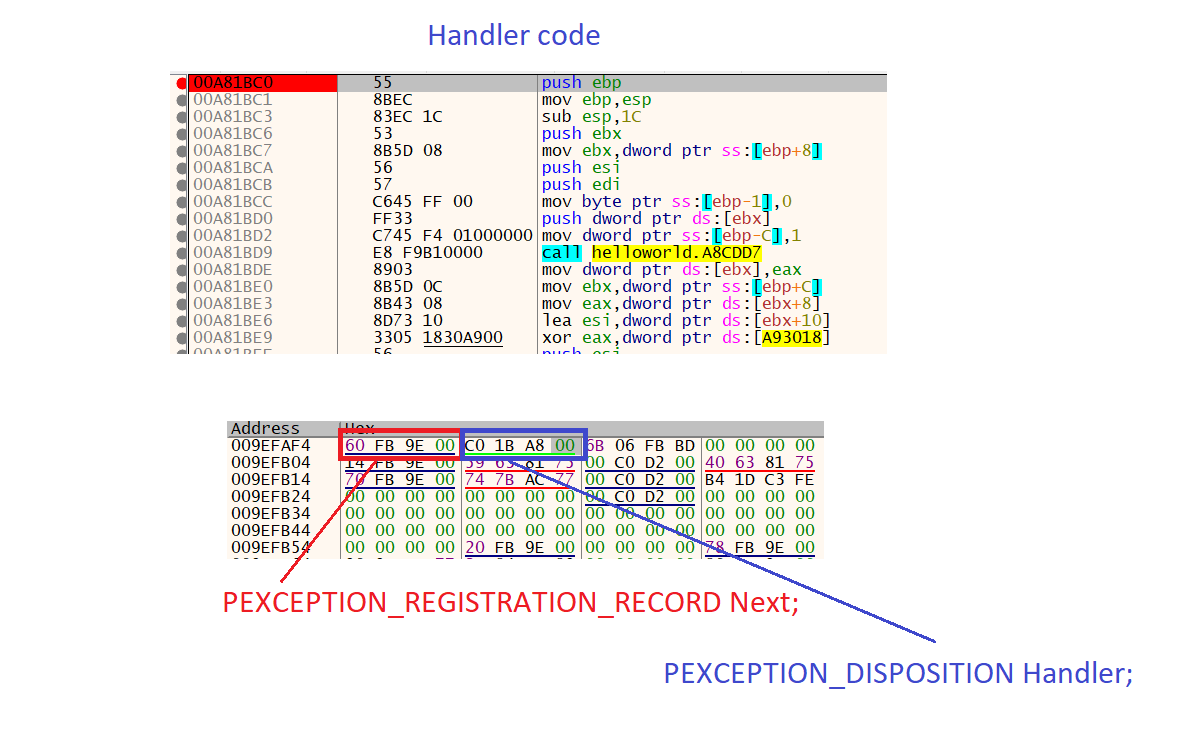 Handler code
00A81BC0 55 push ebp
00A81BC1 8BEC mov ebp,esp
00A81BC3 83EC 1C sub esp,1C
00A81BC6 53 push ebx
00A81BC7 8B5D 08 mov ebx,dword ptr ss:[ebp+8]
00A81BCA 56 push esi
00A81BCB 57 push edi
00A81BCC C645 FF 00 mov byte ptr ss:[ebp-1],0
00A81BD0 FF33 push dword ptr ds:[ebx]
00A81BD2 C745 F4 01000000 mov dword ptr ss:[ebp-C],1
00A81BD9 E8 F9B10000 call helloworld.A8CDD7
00A81BDE 8903 mov dword ptr ds:[ebx],eax
00A81BE0 8B5D 0C mov ebx,dword ptr ss:[ebp+C]
00A81BE3 8B43 08 mov eax,dword ptr ds:[ebx+8]
00A81BE6 8D73 10 lea esi,dword ptr ds:[ebx+10]
00A81BE9 3305 1830A900 xor eax,dword ptr ds:[A93018]
00A81BEF 56 push esi
Address Hex
009EFAF4 60 FB 9E 00 C0 1B A8 00 6B 06 FB BD 00 00 00 00
009EFB04 14 FB 9E 00 39 63 81 75 00 C0 D2 00 40 63 81 75
009EFB14 70 FB 9E 00 74 7B AC 77 00 C0 D2 00 B4 1D C3 FE
009EFB24 00 00 00 00 00 00 00 00 00 C0 D2 00 00 00 00 00
009EFB34 00 00 00 00 00 00 00 00 00 00 00 00 00 00 00 00
009EFB44 00 00 00 00 00 00 00 00 00 00 00 00 00 00 00 00
009EFB54 00 00 00 00 20 FB 9E 00 00 00 00 00 78 FB 9E 00
PEXCEPTION_REGISTRATION_RECORD Next;
PEXCEPTION_DISPOSITION Handler;